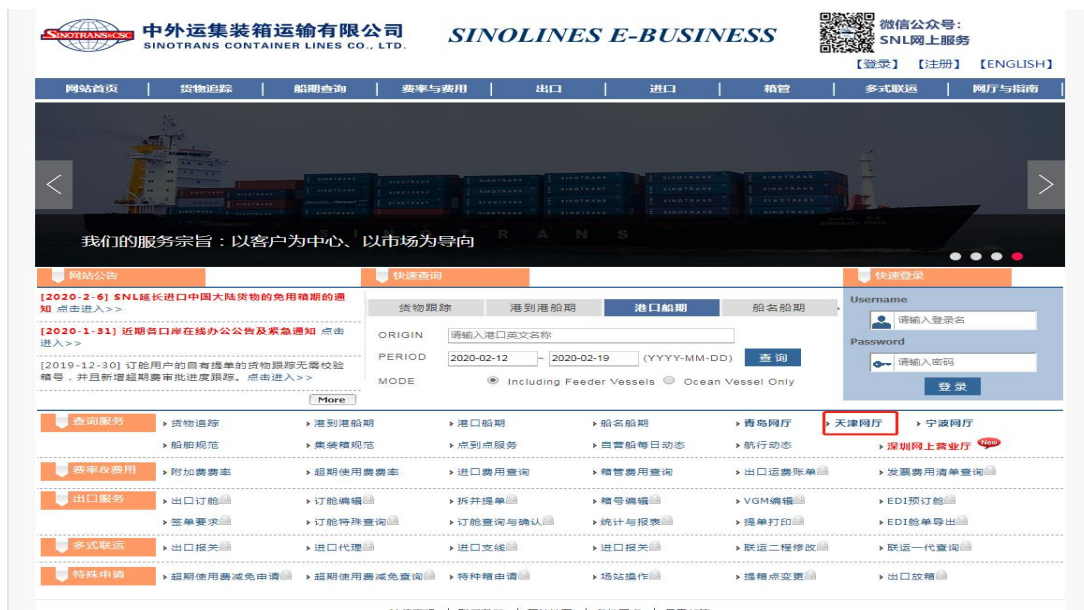 SINOTRANS&CSC
中外运集装箱运输有限公司
SINOTRANS CONTAINER LINES CO., LTD.
SINOLINES E-BUSINESS
微信公众号:
SNL网上服务
【登录】 【注册】 【ENGLISH】
网站首页 货物追踪 船期查询 费率与费用 出口 进口 箱管 多式联运 网厅与指南
SINOTRANS
我们的服务宗旨：以客户为中心、以市场为导向
网站公告
[2020-2-6] SNL延长进口中国大陆货物的免用箱期的通
知 点击进入>>
[2020-1-31] 近期各口岸在线办公公告及紧急通知 点击
进入>>
[2019-12-30] 订舱用户的自有提单的货物跟踪无需校验
箱号，并且新增超期费审批进度跟踪。点击进入>>
More
快速查询
货物跟踪 港到港船期 港口船期 船名船期
ORIGIN 请输入港口英文名称
PERIOD 2020-02-12 ~ 2020-02-19 (YYYY-MM-DD) 查 询
MODE Including Feeder Vessels Ocean Vessel Only
快速登录
Username
请输入登录名
Password
请输入密码
登 录
查询服务 货物追踪 港到港船期 港口船期 船名船期 青岛网厅 天津网厅 宁波网厅
船舶规范 集装箱规范 点到点服务 自营船每日动态 航行动态 深圳网上营业厅 New
费率&费用 附加费费率 超期使用费费率 进口费用查询 箱管费用查询 出口运费账单 发票费用清单查询
出口服务 出口订舱 订舱编辑 拆并提单 箱号编辑 VGM编辑 EDI预订舱
签单要求 订舱特殊查询 订舱查询与确认 统计与报表 提单打印 EDI舱单导出
多式联运 出口报关 进口代理 进口支线 进口报关 联运二程修改 联运一代查询
特殊申请 超期使用费减免申请 超期使用费减免查询 特种箱申请 场站操作 提箱点变更 出口放箱